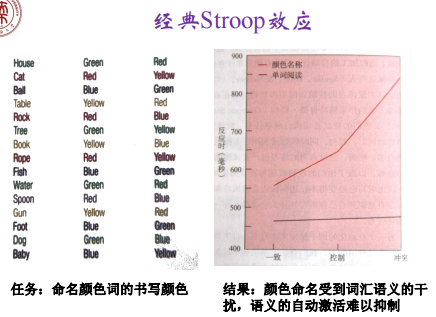 经典Stroop效应
House Green Red
Cat Red Yellow
Ball Blue Green
Table Yellow Red
Rock Red Blue
Tree Green Yellow
Book Yellow Blue
Rope Red Yellow
Fish Blue Green
Water Green Red
Spoon Red Blue
Gun Yellow Red
Foot Blue Green
Dog Green Blue
Baby Blue Yellow
900
颜色名称
单词阅读
800
700
反应时（毫秒）
600
500
400
一致 控制 冲突
任务：命名颜色词的书写颜色
结果：颜色命名受到词汇语义的干
扰，语义的自动激活难以抑制